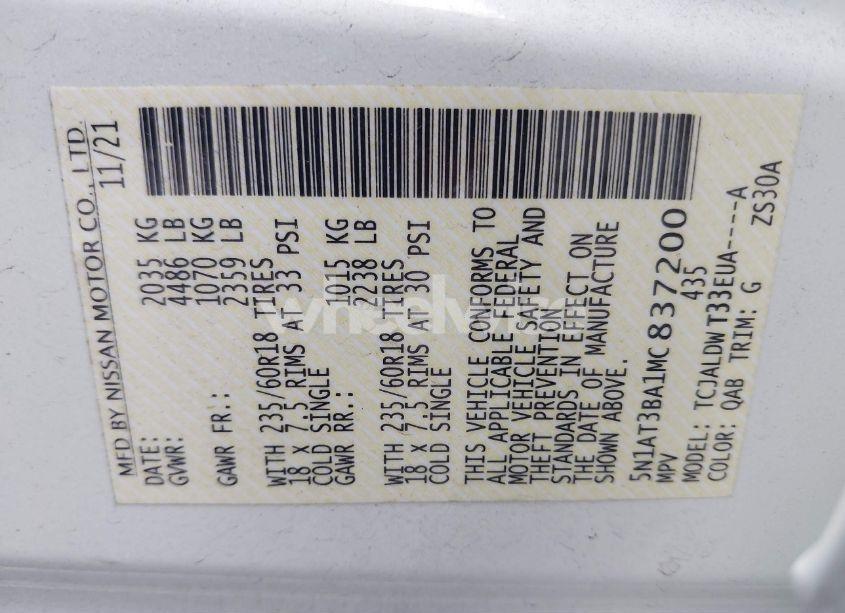 MFD BY NISSAN MOTOR CO., LTD.
DATE: 11/21
GVWR: 2035 KG
4486 LB
GAWR FR.: 1070 KG
2359 LB
WITH 235/60R18 TIRES
18 X 7.5 RIMS AT 33 PSI
COLD SINGLE
GAWR RR.: 1015 KG
2238 LB
WITH 235/60R18 TIRES
18 X 7.5 RIMS AT 30 PSI
COLD SINGLE
THIS VEHICLE CONFORMS TO
ALL APPLICABLE FEDERAL
MOTOR VEHICLE SAFETY AND
THEFT PREVENTION
STANDARDS IN EFFECT ON
THE DATE OF MANUFACTURE
SHOWN ABOVE.
5N1AT3BA1MC837200
MPV 435
MODEL: TCJALDWT33EUA----A
COLOR: QAB TRIM: G ZS30A